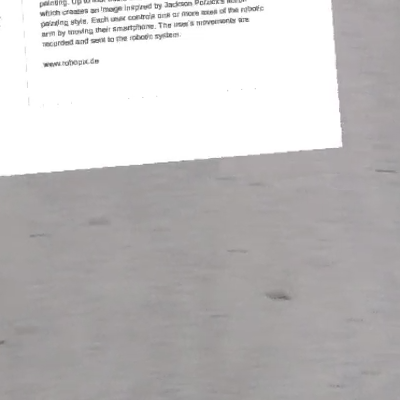 painting. Up to four
which creates an image inspired by Jackson Pollock's action
painting style. Each user controls one or more axes of the robotic
arm by moving their smartphone. The user's movements are
recorded and sent to the robotic system.
www.robopix.de